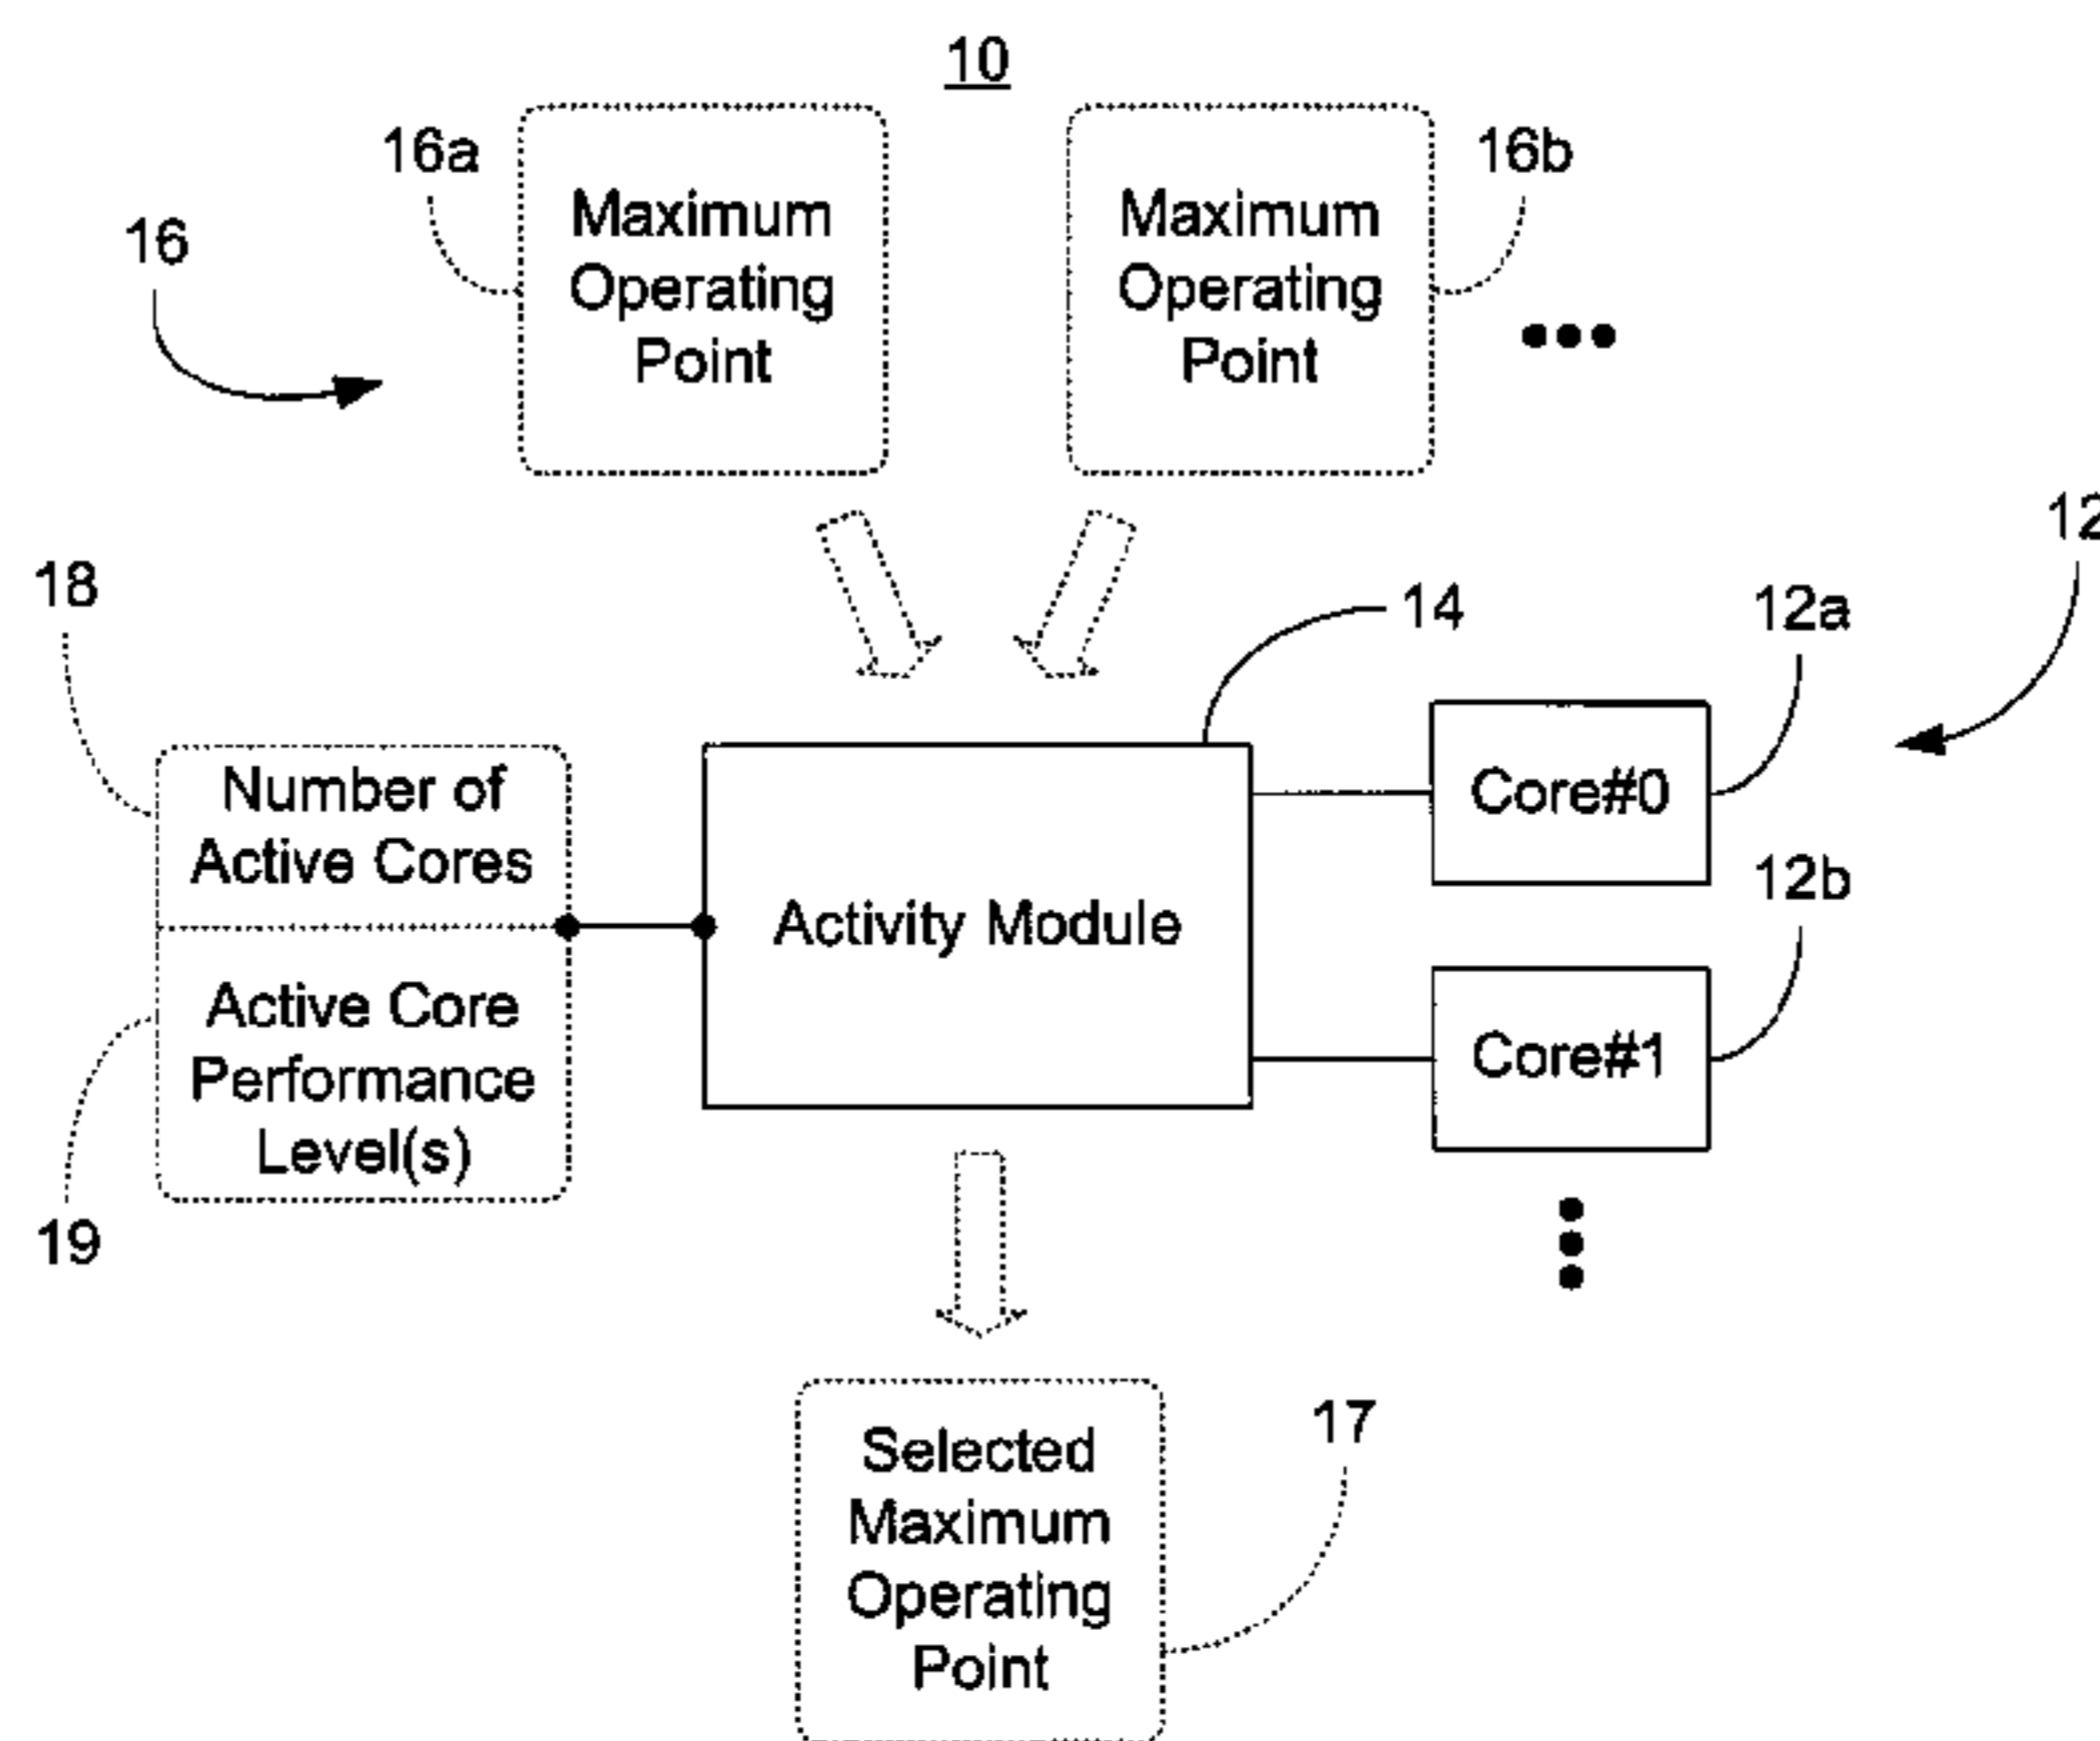 10
16a
16b
16
Maximum
Operating
Point
Maximum
Operating
Point
12
18
14
12a
Number of
Active Cores
Activity Module
Core#0
12b
Active Core
Performance
Level(s)
Core#1
19
17
Selected
Maximum
Operating
Point